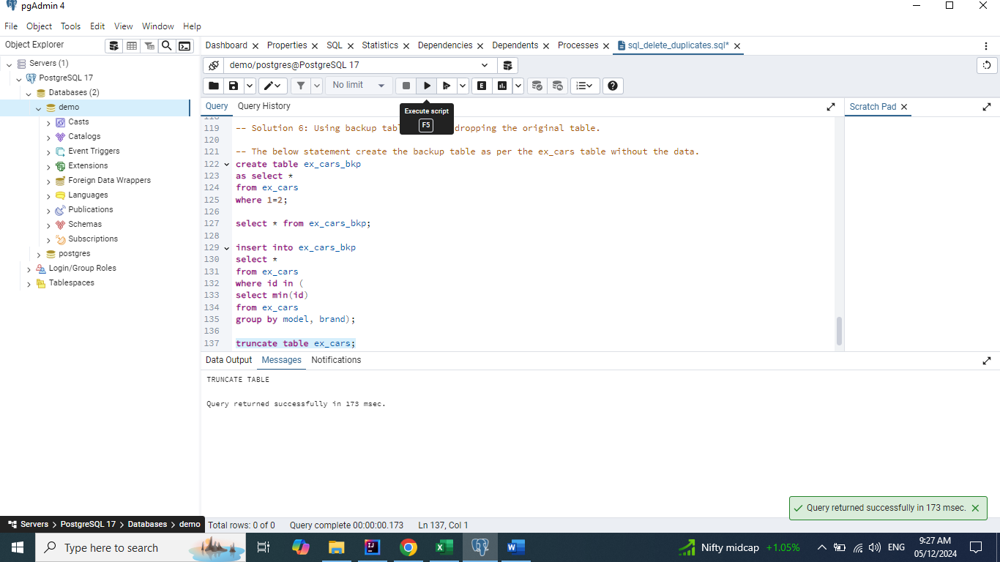 pgAdmin 4
File Object Tools Edit View Window Help
Object Explorer
Dashboard Properties SQL Statistics Dependencies Dependents Processes sql_delete_duplicates.sql*
Servers (1)
PostgreSQL 17
Databases (2)
demo
Casts
Catalogs
Event Triggers
Extensions
Foreign Data Wrappers
Languages
Publications
Schemas
Subscriptions
postgres
Login/Group Roles
Tablespaces
demo/postgres@PostgreSQL 17
No limit
E
Query Query History
Execute script
F5
Scratch Pad
118
119 -- Solution 6: Using backup tabl dropping the original table.
120
121 -- The below statement create the backup table as per the ex_cars table without the data.
122 create table ex_cars_bkp
123 as select *
124 from ex_cars
125 where 1=2;
126
127 select * from ex_cars_bkp;
128
129 insert into ex_cars_bkp
130 select *
131 from ex_cars
132 where id in (
133 select min(id)
134 from ex_cars
135 group by model, brand);
136
137 truncate table ex_cars;
Data Output Messages Notifications
TRUNCATE TABLE
Query returned successfully in 173 msec.
Query returned successfully in 173 msec.
Servers > PostgreSQL 17 > Databases > demo
Total rows: 0 of 0 Query complete 00:00:00.173 Ln 137, Col 1
Type here to search
Nifty midcap +1.05%
ENG
9:27 AM
05/12/2024